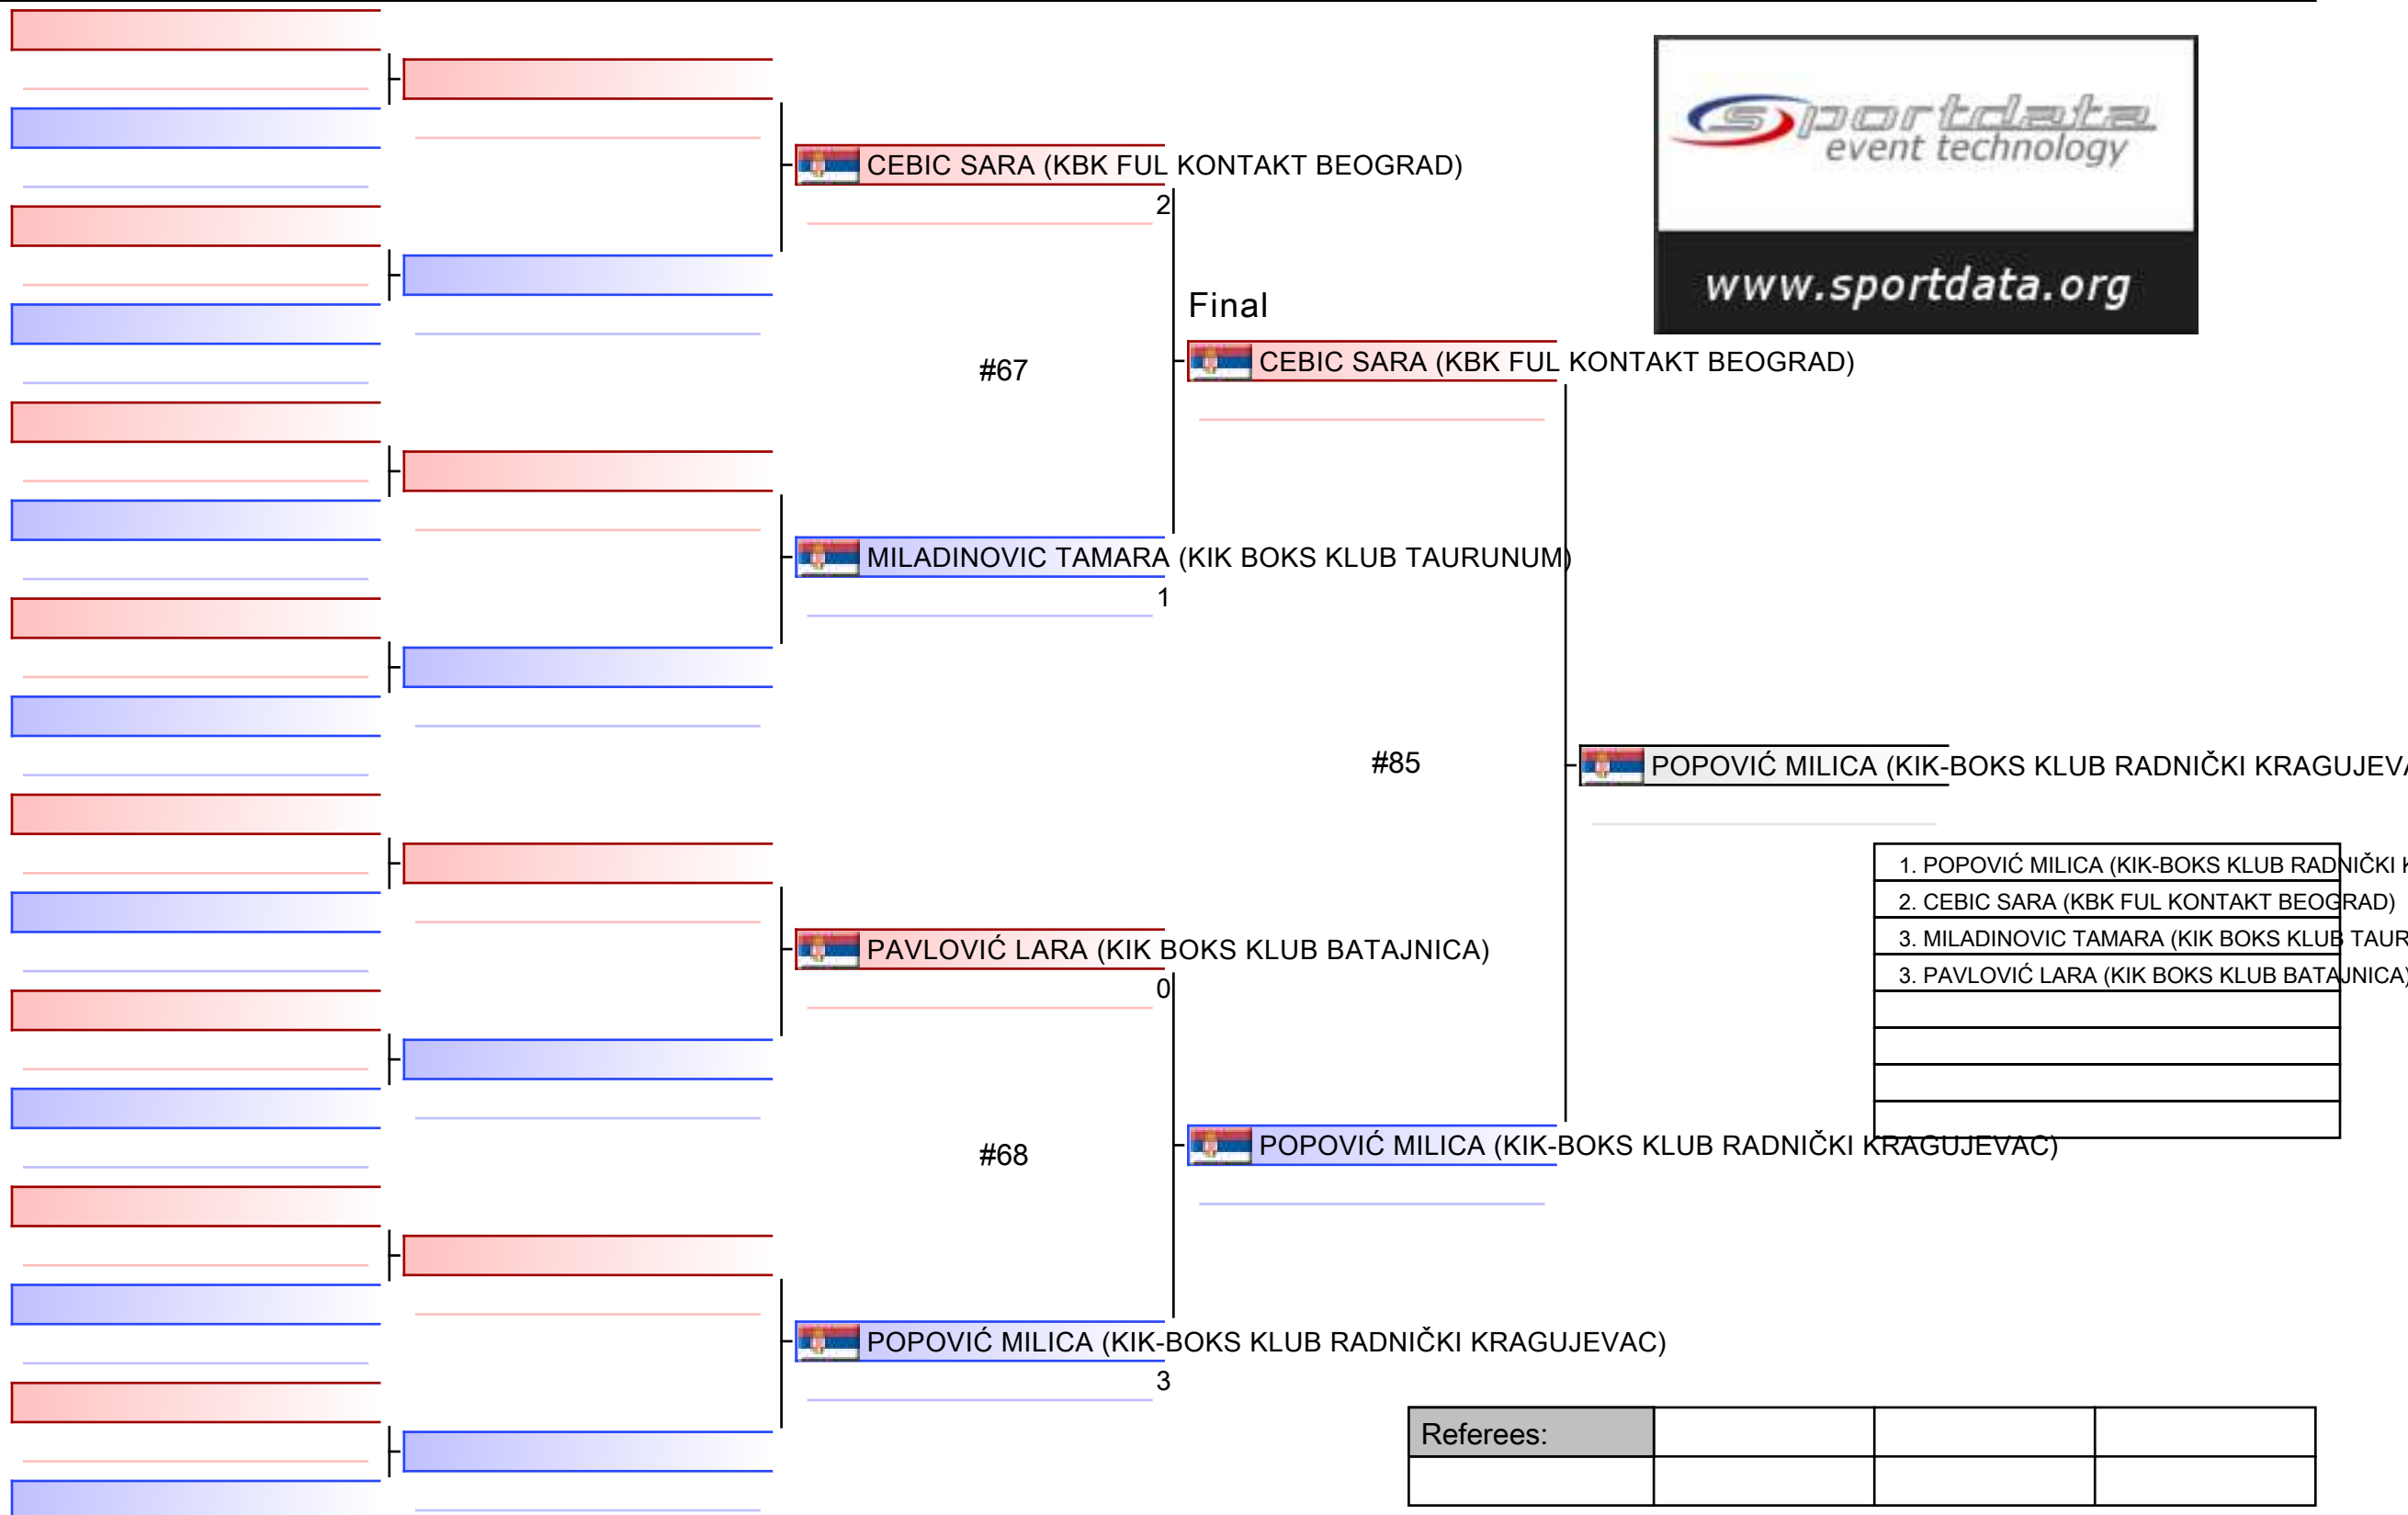 sportdata
event technology
www.sportdata.org
CEBIC SARA (KBK FUL KONTAKT BEOGRAD)
2
Final
#67
CEBIC SARA (KBK FUL KONTAKT BEOGRAD)
MILADINOVIC TAMARA (KIK BOKS KLUB TAURUNUM)
1
#85
POPOVIĆ MILICA (KIK-BOKS KLUB RADNIČKI KRAGUJEVA
1. POPOVIĆ MILICA (KIK-BOKS KLUB RADNIČKI K
2. CEBIC SARA (KBK FUL KONTAKT BEOGRAD)
3. MILADINOVIC TAMARA (KIK BOKS KLUB TAUR
3. PAVLOVIĆ LARA (KIK BOKS KLUB BATAJNICA)
PAVLOVIĆ LARA (KIK BOKS KLUB BATAJNICA)
0
#68
POPOVIĆ MILICA (KIK-BOKS KLUB RADNIČKI KRAGUJEVAC)
POPOVIĆ MILICA (KIK-BOKS KLUB RADNIČKI KRAGUJEVAC)
3
Referees: